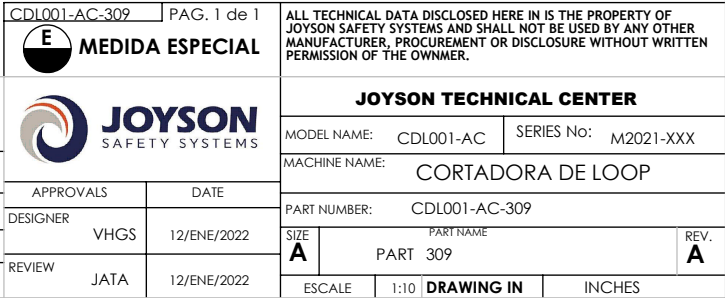 CDL001-AC-309 PAG. 1 de 1
E MEDIDA ESPECIAL
ALL TECHNICAL DATA DISCLOSED HERE IN IS THE PROPERTY OF
JOYSON SAFETY SYSTEMS AND SHALL NOT BE USED BY ANY OTHER
MANUFACTURER, PROCUREMENT OR DISCLOSURE WITHOUT WRITTEN
PERMISSION OF THE OWNMER.
JOYSON
SAFETY SYSTEMS
JOYSON TECHNICAL CENTER
MODEL NAME: CDL001-AC SERIES No: M2021-XXX
MACHINE NAME: CORTADORA DE LOOP
APPROVALS DATE
PART NUMBER: CDL001-AC-309
DESIGNER VHGS 12/ENE/2022
SIZE A PART NAME PART 309 REV. A
REVIEW JATA 12/ENE/2022
ESCALE 1:10 DRAWING IN INCHES